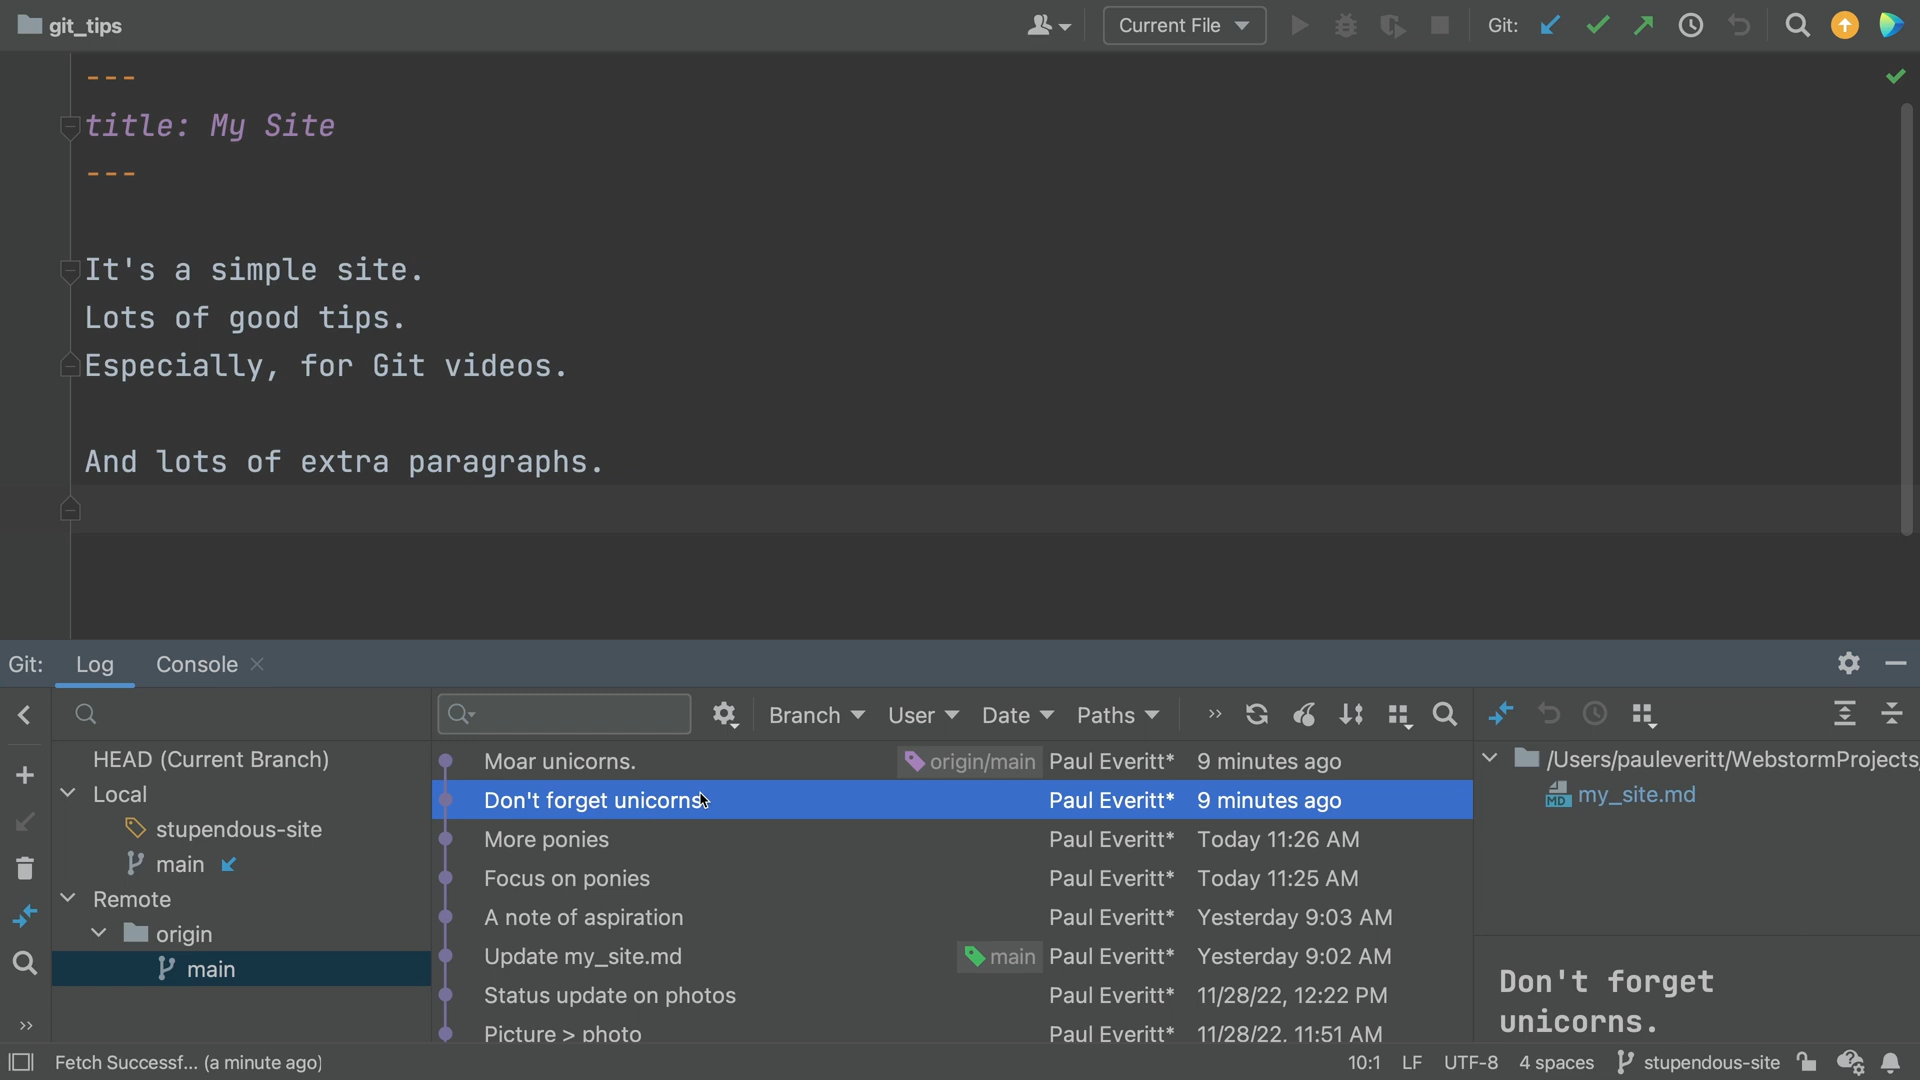 git_tips
Current File
Git:
---
title: My Site
---
It's a simple site.
Lots of good tips.
Especially, for Git videos.
And lots of extra paragraphs.
Git:
Log
Console
Branch
User
Date
Paths
HEAD (Current Branch)
Local
stupendous-site
main
Remote
origin
main
Moar unicorns. origin/main Paul Everitt* 9 minutes ago
Don't forget unicorns Paul Everitt* 9 minutes ago
More ponies Paul Everitt* Today 11:26 AM
Focus on ponies Paul Everitt* Today 11:25 AM
A note of aspiration Paul Everitt* Yesterday 9:03 AM
Update my_site.md main Paul Everitt* Yesterday 9:02 AM
Status update on photos Paul Everitt* 11/28/22, 12:22 PM
Picture > photo Paul Everitt* 11/28/22, 11:51 AM
/Users/pauleveritt/WebstormProjects
MD my_site.md
Don't forget
unicorns.
Fetch Successf... (a minute ago)
10:1 LF UTF-8 4 spaces stupendous-site